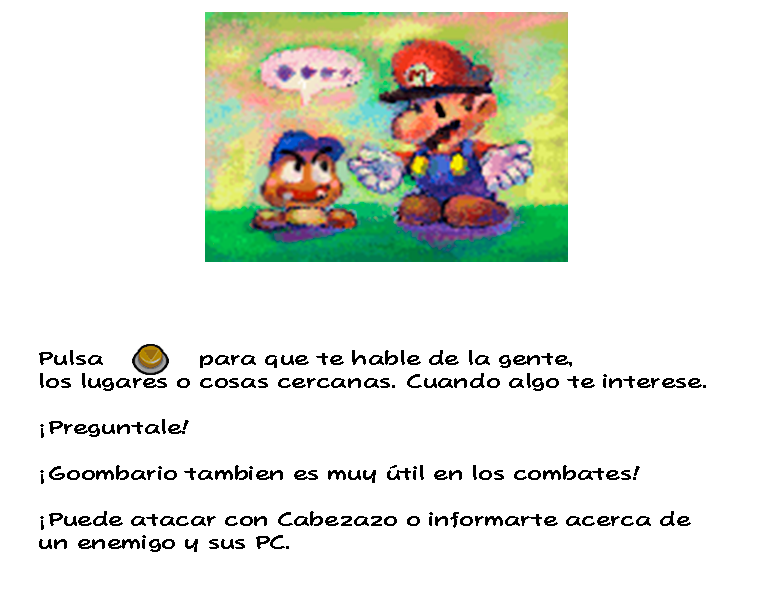 Pulsa para que te hable de la gente,
los lugares o cosas cercanas. Cuando algo te interese.
¡Preguntale!
¡Goombario tambien es muy útil en los combates!
¡Puede atacar con Cabezazo o informarte acerca de
un enemigo y sus PC.